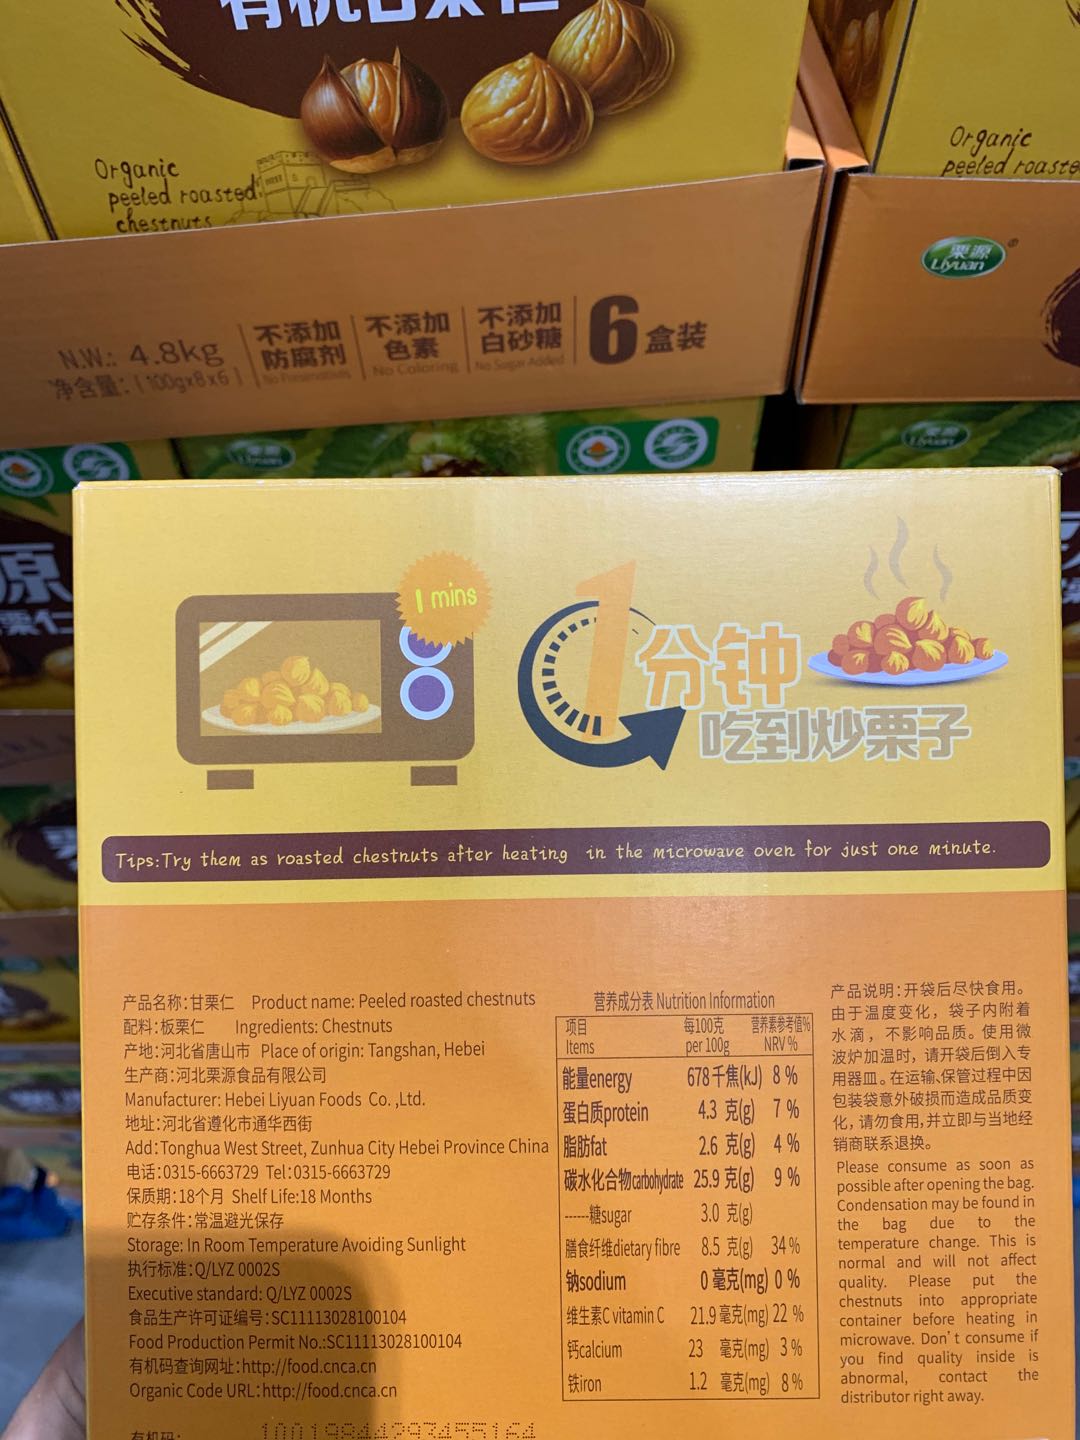 有机甘栗仁
Organic
peeled roasted
chestnuts
Organic
栗源
Liyuan
N.W.: 4.8kg
净含量:(100gx8x6)
不添加
防腐剂
No Preservatives
不添加
色素
No Coloring
不添加
白砂糖
No Sugar Added
6盒装
栗源
Liyuan
Liyuan
源
栗仁
1 mins
1分钟
吃到炒栗子
Tips:Try them as roasted chestnuts after heating in the microwave oven for just one minute.
产品名称:甘栗仁 Product name: Peeled roasted chestnuts
配料:板栗仁 Ingredients: Chestnuts
产地:河北省唐山市 Place of origin: Tangshan, Hebei
生产商:河北栗源食品有限公司
Manufacturer: Hebei Liyuan Foods Co. ,Ltd.
地址:河北省遵化市通华西街
Add:Tonghua West Street, Zunhua City Hebei Province China
电话:0315-6663729 Tel:0315-6663729
保质期:18个月 Shelf Life:18 Months
贮存条件:常温避光保存
Storage: In Room Temperature Avoiding Sunlight
执行标准:Q/LYZ 0002S
Executive standard: Q/LYZ 0002S
食品生产许可证编号:SC11113028100104
Food Production Permit No.:SC11113028100104
有机码查询网址:http://food.cnca.cn
Organic Code URL:http://food.cnca.cn
有机码:
营养成分表 Nutrition Information
项目 每100克 营养素参考值%
Items per 100g NRV %
能量energy 678千焦(kJ) 8 %
蛋白质protein 4.3 克(g) 7 %
脂肪fat 2.6 克(g) 4 %
碳水化合物carbohydrate 25.9 克(g) 9 %
------糖sugar 3.0 克(g)
膳食纤维dietary fibre 8.5 克(g) 34 %
钠sodium 0 毫克(mg) 0 %
维生素C vitamin C 21.9 毫克(mg) 22 %
钙calcium 23 毫克(mg) 3 %
铁iron 1.2 毫克(mg) 8 %
产品说明:开袋后尽快食用。
由于温度变化，袋子内附着
水滴，不影响品质。使用微
波炉加温时，请开袋后倒入专
用器皿。在运输、保管过程中因
包装袋意外破损而造成品质变
化，请勿食用，并立即与当地经
销商联系退换。
Please consume as soon as
possible after opening the bag.
Condensation may be found in
the bag due to the
temperature change. This is
normal and will not affect
quality. Please put the
chestnuts into appropriate
container before heating in
microwave. Don't consume if
you find quality inside is
abnormal, contact the
distributor right away.